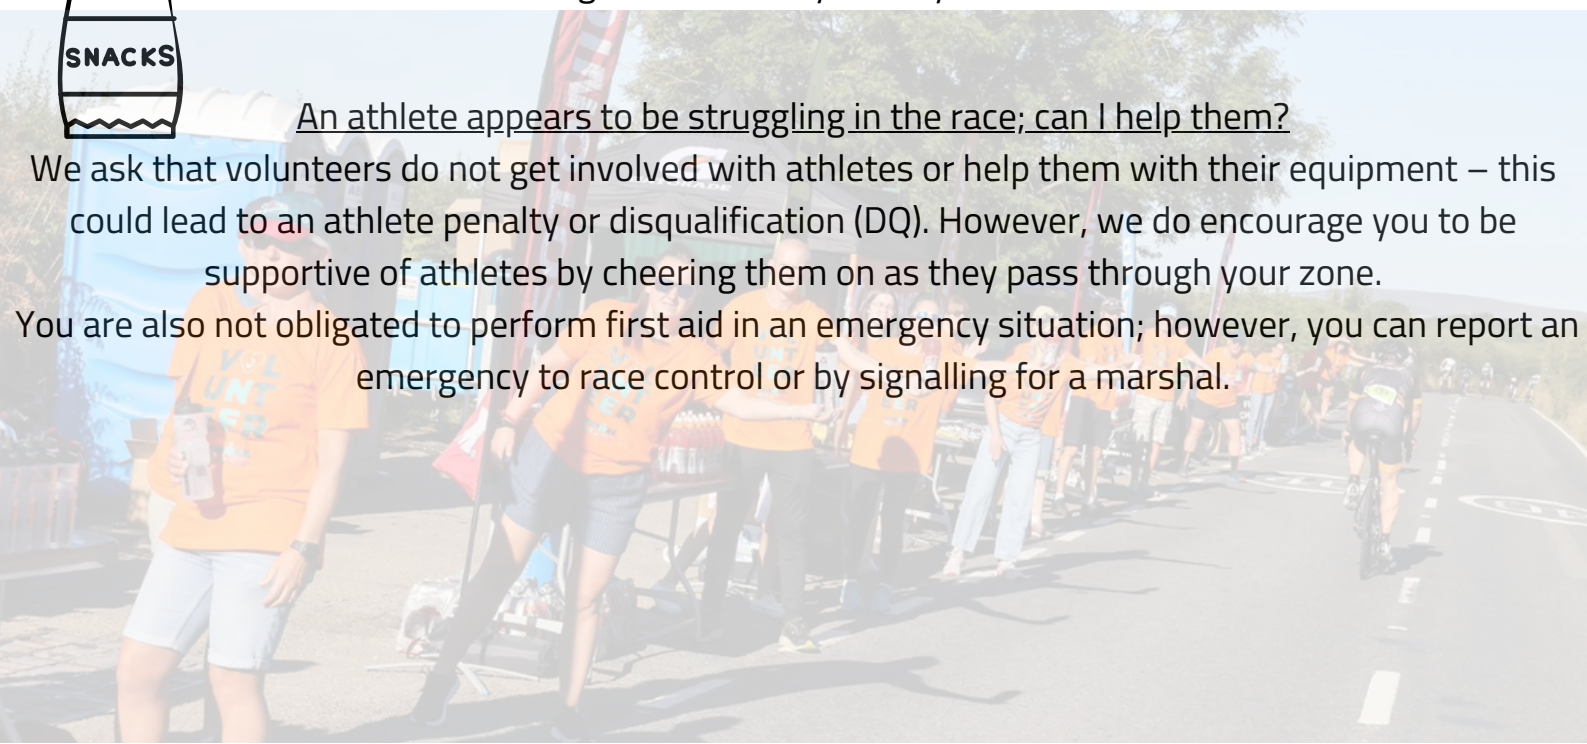 SNACKS
An athlete appears to be struggling in the race; can I help them?
We ask that volunteers do not get involved with athletes or help them with their equipment – this
could lead to an athlete penalty or disqualification (DQ). However, we do encourage you to be
supportive of athletes by cheering them on as they pass through your zone.
You are also not obligated to perform first aid in an emergency situation; however, you can report an
emergency to race control or by signalling for a marshal.
VOL
UNT
EER